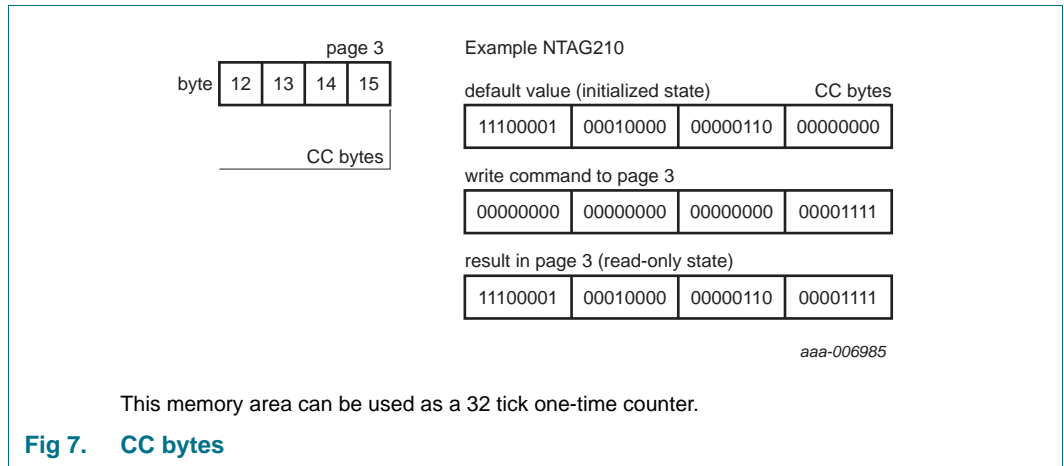 page 3
byte 12 13 14 15
CC bytes
Example NTAG210
default value (initialized state) CC bytes
11100001 00010000 00000110 00000000
write command to page 3
00000000 00000000 00000000 00001111
result in page 3 (read-only state)
11100001 00010000 00000110 00001111
aaa-006985
This memory area can be used as a 32 tick one-time counter.
Fig 7. CC bytes